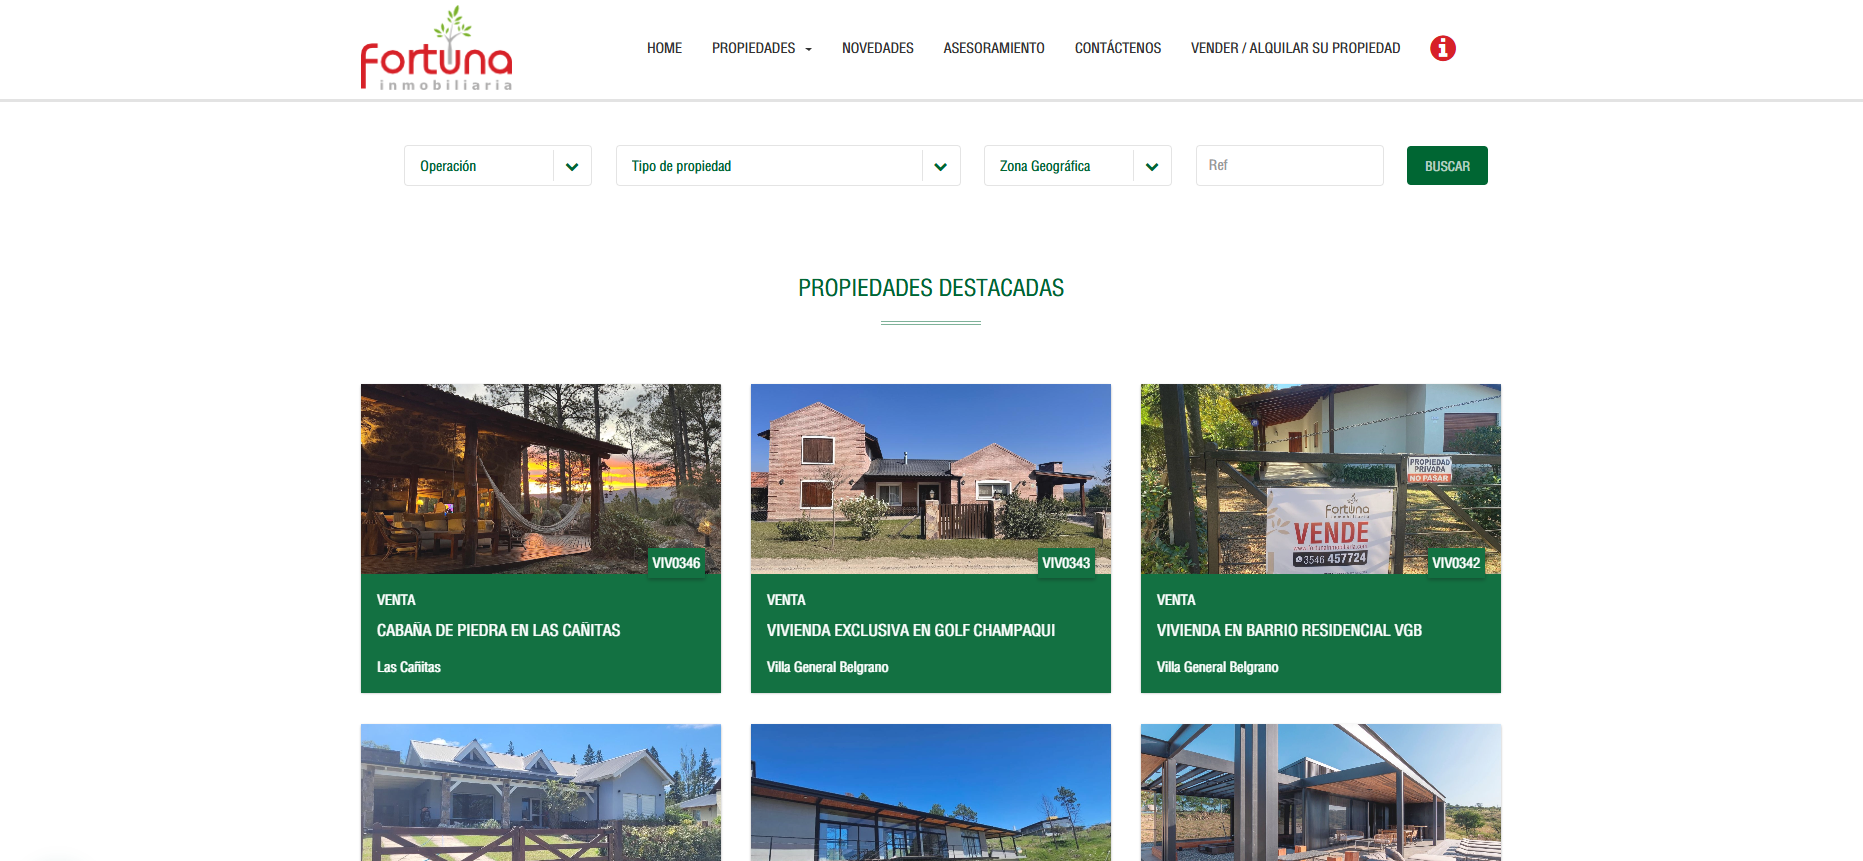 fortuna
inmobiliaria
HOME
PROPIEDADES
NOVEDADES
ASESORAMIENTO
CONTÁCTENOS
VENDER / ALQUILAR SU PROPIEDAD
Operación
Tipo de propiedad
Zona Geográfica
Ref
BUSCAR
PROPIEDADES DESTACADAS
VIV0346
VENTA
CABAÑA DE PIEDRA EN LAS CAÑITAS
Las Cañitas
VIV0343
VENTA
VIVIENDA EXCLUSIVA EN GOLF CHAMPAQUI
Villa General Belgrano
PROPIEDAD
PRIVADA
NO PASAR
fortuna
inmobiliaria
VENDE
3546 457724
VIV0342
VENTA
VIVIENDA EN BARRIO RESIDENCIAL VGB
Villa General Belgrano